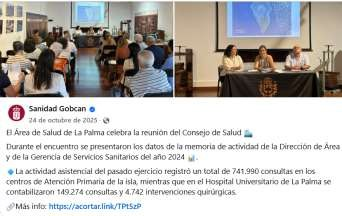 Sanidad Gobcan
24 de octubre de 2025 ·
El Área de Salud de La Palma celebra la reunión del Consejo de Salud
Durante el encuentro se presentaron los datos de la memoria de actividad de la Dirección de Área
y de la Gerencia de Servicios Sanitarios del año 2024 📊.
🔹La actividad asistencial del pasado ejercicio registró un total de 741.990 consultas en los
centros de Atención Primaria de la isla, mientras que en el Hospital Universitario de La Palma se
contabilizaron 149.274 consultas y 4.742 intervenciones quirúrgicas.
🔗Más info: https://acortar.link/TPt5zP